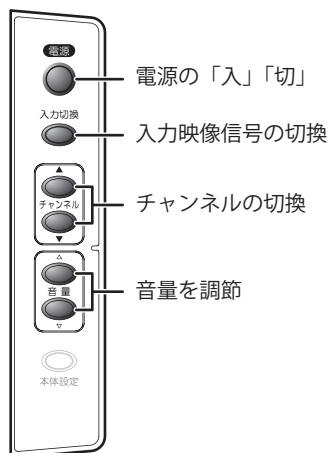 電源
電源の「入」「切」
入力切換
入力映像信号の切換
▲
チャンネル
▼
チャンネルの切換
△
音量
▽
音量を調節
本体設定